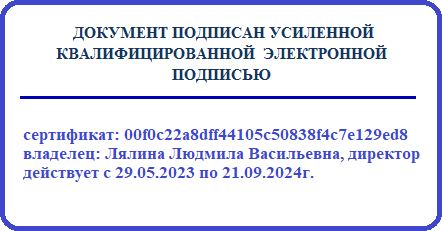 ДОКУМЕНТ ПОДПИСАН УСИЛЕННОЙ
КВАЛИФИЦИРОВАННОЙ ЭЛЕКТРОННОЙ
ПОДПИСЬЮ
сертификат: 00f0c22a8dff44105c50838f4c7e129ed8
владелец: Лялина Людмила Васильевна, директор
действует с 29.05.2023 по 21.09.2024г.